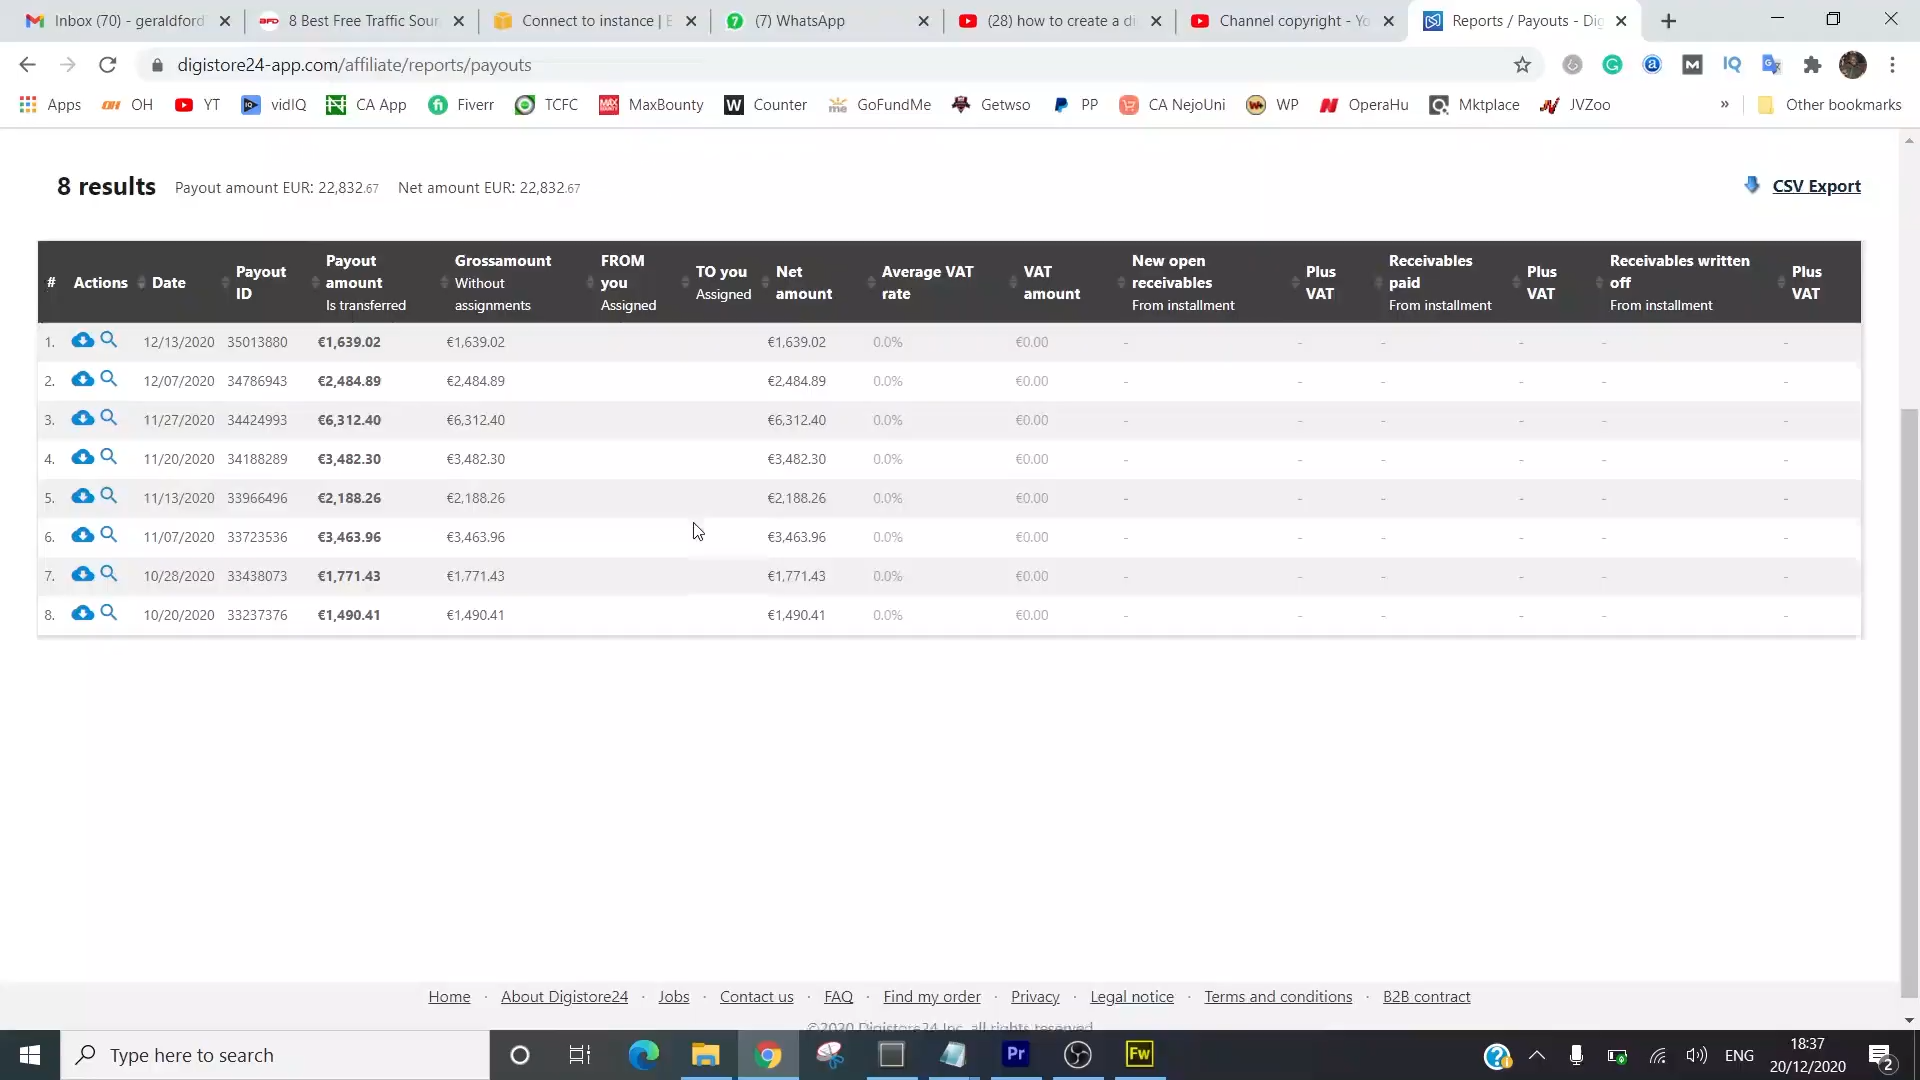 Inbox (70) - geraldford
8 Best Free Traffic Sour
Connect to instance | E
(7) WhatsApp
(28) how to create a di
Channel copyright - Yo
Reports / Payouts - Dig
digistore24-app.com/affiliate/reports/payouts
Apps OH YT vidIQ CA App Fiverr TCFC MaxBounty Counter GoFundMe Getwso PP CA NejoUni WP OperaHu Mktplace JVZoo » Other bookmarks
8 results Payout amount EUR: 22,832.67 Net amount EUR: 22,832.67 CSV Export
# Actions Date Payout ID Payout amount Is transferred Grossamount Without assignments FROM you Assigned TO you Assigned Net amount Average VAT rate VAT amount New open receivables From installment Plus VAT Receivables paid From installment Plus VAT Receivables written off From installment Plus VAT
1. 12/13/2020 35013880 €1,639.02 €1,639.02 €1,639.02 0.0% €0.00 - - - - - -
2. 12/07/2020 34786943 €2,484.89 €2,484.89 €2,484.89 0.0% €0.00 - - - - - -
3. 11/27/2020 34424993 €6,312.40 €6,312.40 €6,312.40 0.0% €0.00 - - - - - -
4. 11/20/2020 34188289 €3,482.30 €3,482.30 €3,482.30 0.0% €0.00 - - - - - -
5. 11/13/2020 33966496 €2,188.26 €2,188.26 €2,188.26 0.0% €0.00 - - - - - -
6. 11/07/2020 33723536 €3,463.96 €3,463.96 €3,463.96 0.0% €0.00 - - - - - -
7. 10/28/2020 33438073 €1,771.43 €1,771.43 €1,771.43 0.0% €0.00 - - - - - -
8. 10/20/2020 33237376 €1,490.41 €1,490.41 €1,490.41 0.0% €0.00 - - - - - -
Home · About Digistore24 · Jobs · Contact us · FAQ · Find my order · Privacy · Legal notice · Terms and conditions · B2B contract
©2020 Digistore24 Inc. all rights reserved
Type here to search
Pr
Fw
ENG
18:37
20/12/2020
2